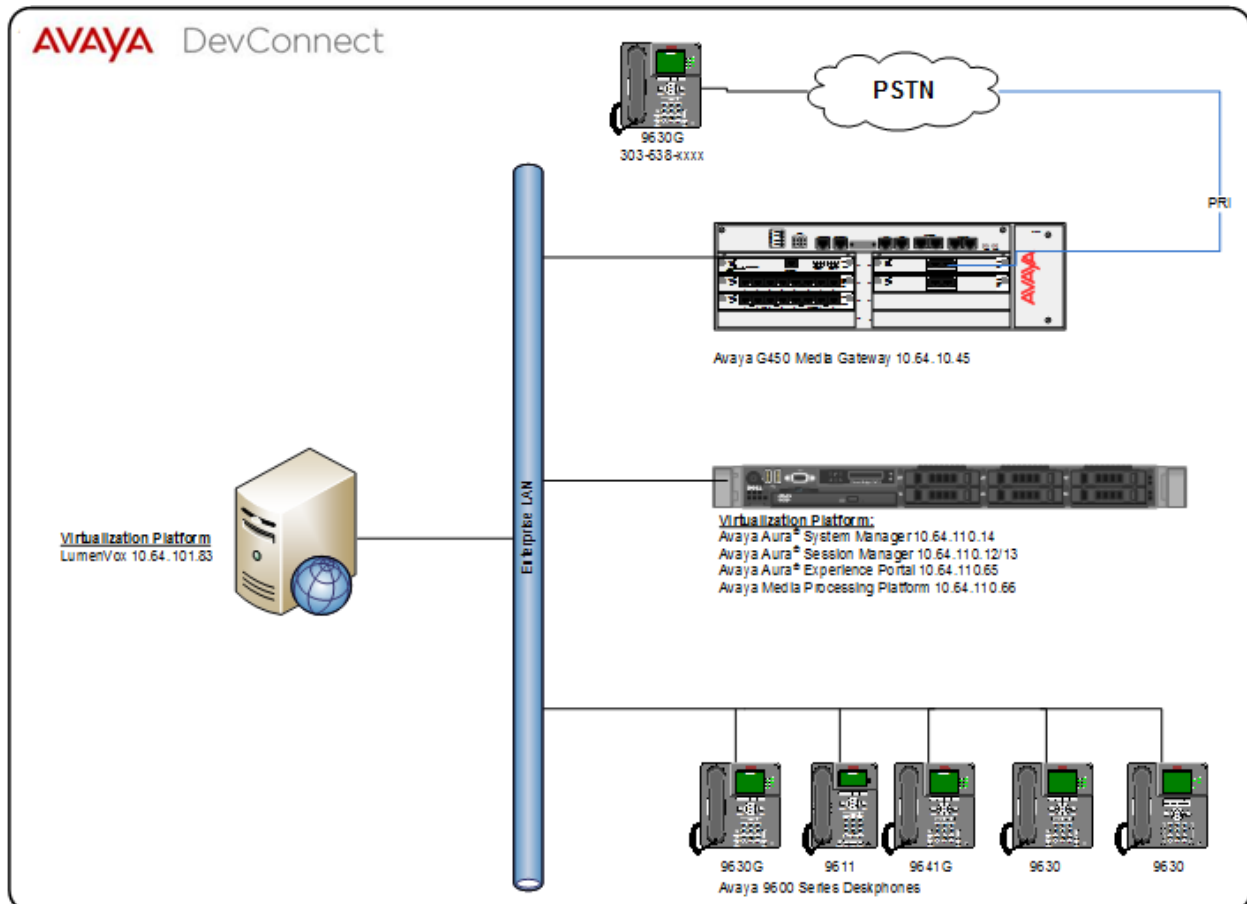 AVAYA DevConnect
PSTN
9630G
303-538-xxxx
PRI
AVAYA
Avaya G450 Media Gateway 10.64.10.45
Enterprise LAN
Virtualization Platform
LumenVox 10.64.101.83
DELL
Virtualization Platform:
Avaya Aura® System Manager 10.64.110.14
Avaya Aura® Session Manager 10.64.110.12/13
Avaya Aura® Experience Portal 10.64.110.65
Avaya Media Processing Platform 10.64.110.66
9630G 9611 9641G 9630 9630
Avaya 9600 Series Deskphones